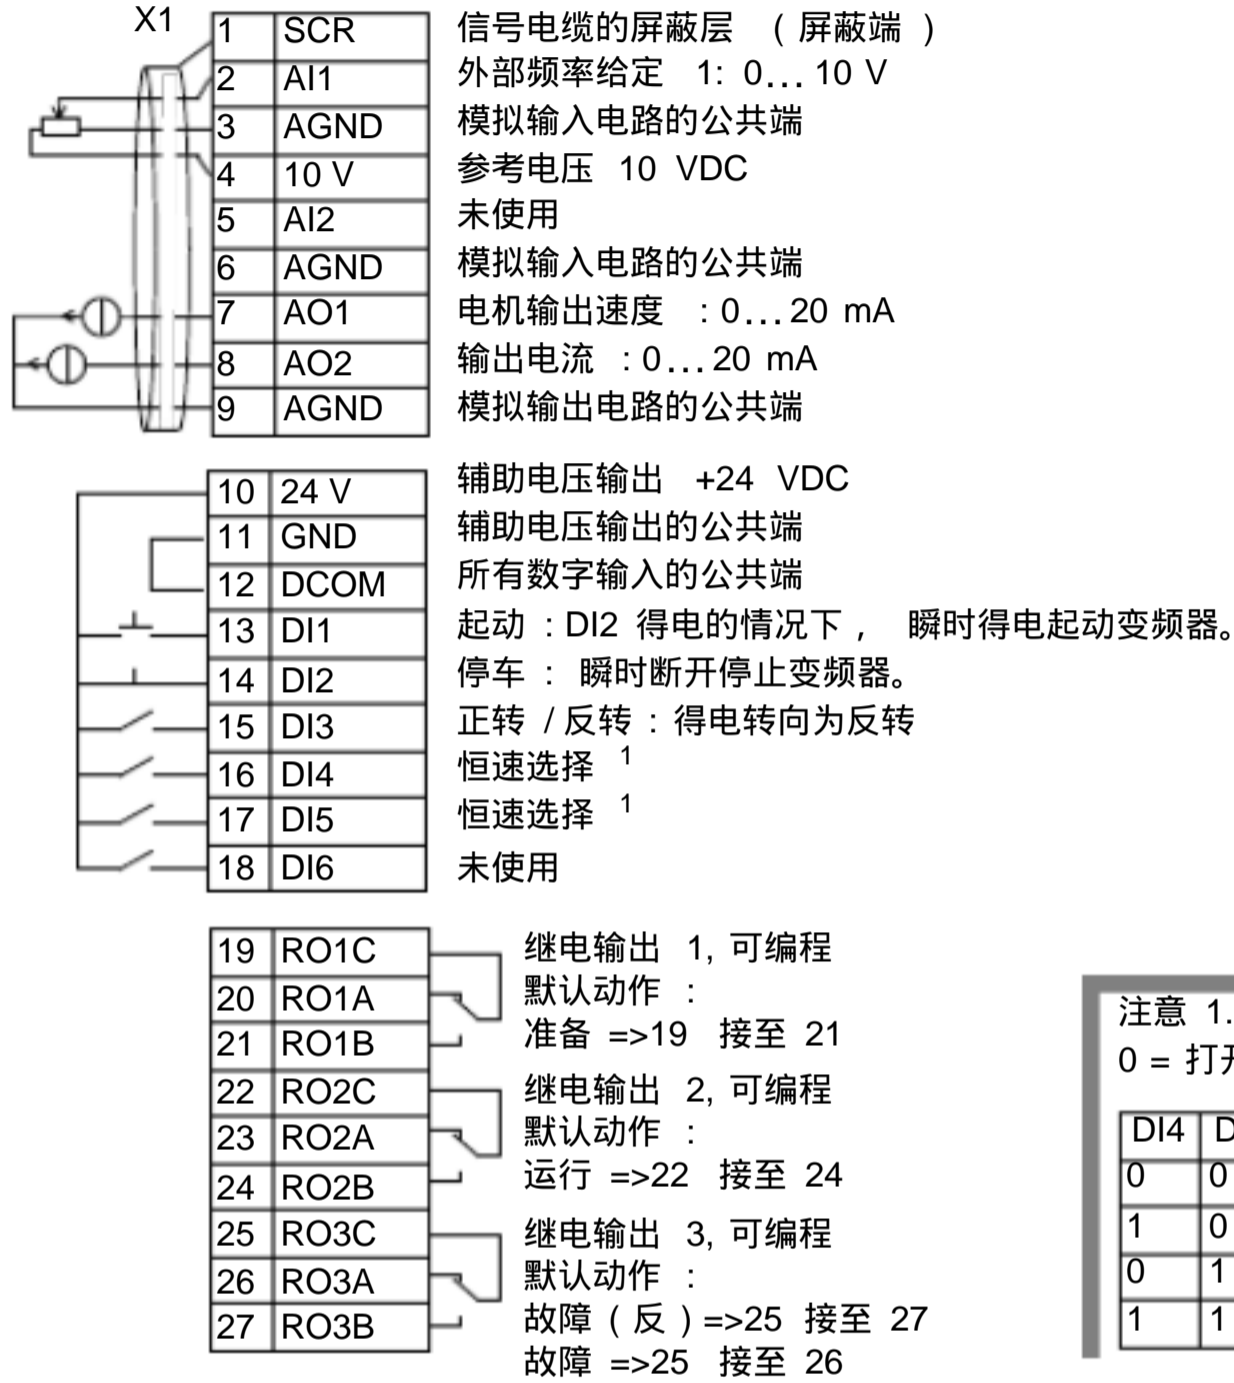 X1
1 SCR 信号电缆的屏蔽层 （屏蔽端）
2 AI1 外部频率给定 1: 0… 10 V
3 AGND 模拟输入电路的公共端
4 10 V 参考电压 10 VDC
5 AI2 未使用
6 AGND 模拟输入电路的公共端
7 AO1 电机输出速度 : 0…20 mA
8 AO2 输出电流 : 0…20 mA
9 AGND 模拟输出电路的公共端
10 24 V 辅助电压输出 +24 VDC
11 GND 辅助电压输出的公共端
12 DCOM 所有数字输入的公共端
13 DI1 起动 : DI2 得电的情况下， 瞬时得电起动变频器。
14 DI2 停车 : 瞬时断开停止变频器。
15 DI3 正转 / 反转 : 得电转向为反转
16 DI4 恒速选择 1
17 DI5 恒速选择 1
18 DI6 未使用
19 RO1C 继电输出 1, 可编程
20 RO1A 默认动作 :
21 RO1B 准备 =>19 接至 21
22 RO2C 继电输出 2, 可编程
23 RO2A 默认动作 :
24 RO2B 运行 =>22 接至 24
25 RO3C 继电输出 3, 可编程
26 RO3A 默认动作 :
27 RO3B 故障（反）=>25 接至 27
故障 =>25 接至 26
注意 1.
0 = 打开
DI4 D
0 0
1 0
0 1
1 1